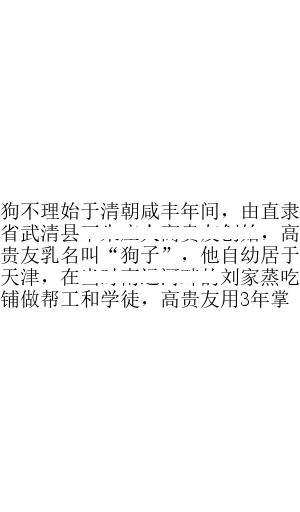 狗不理始于清朝咸丰年间，由直隶
省武清县，高
贵友乳名叫“狗子”，他自幼居于
天津，在刘家蒸吃
铺做帮工和学徒，高贵友用3年掌